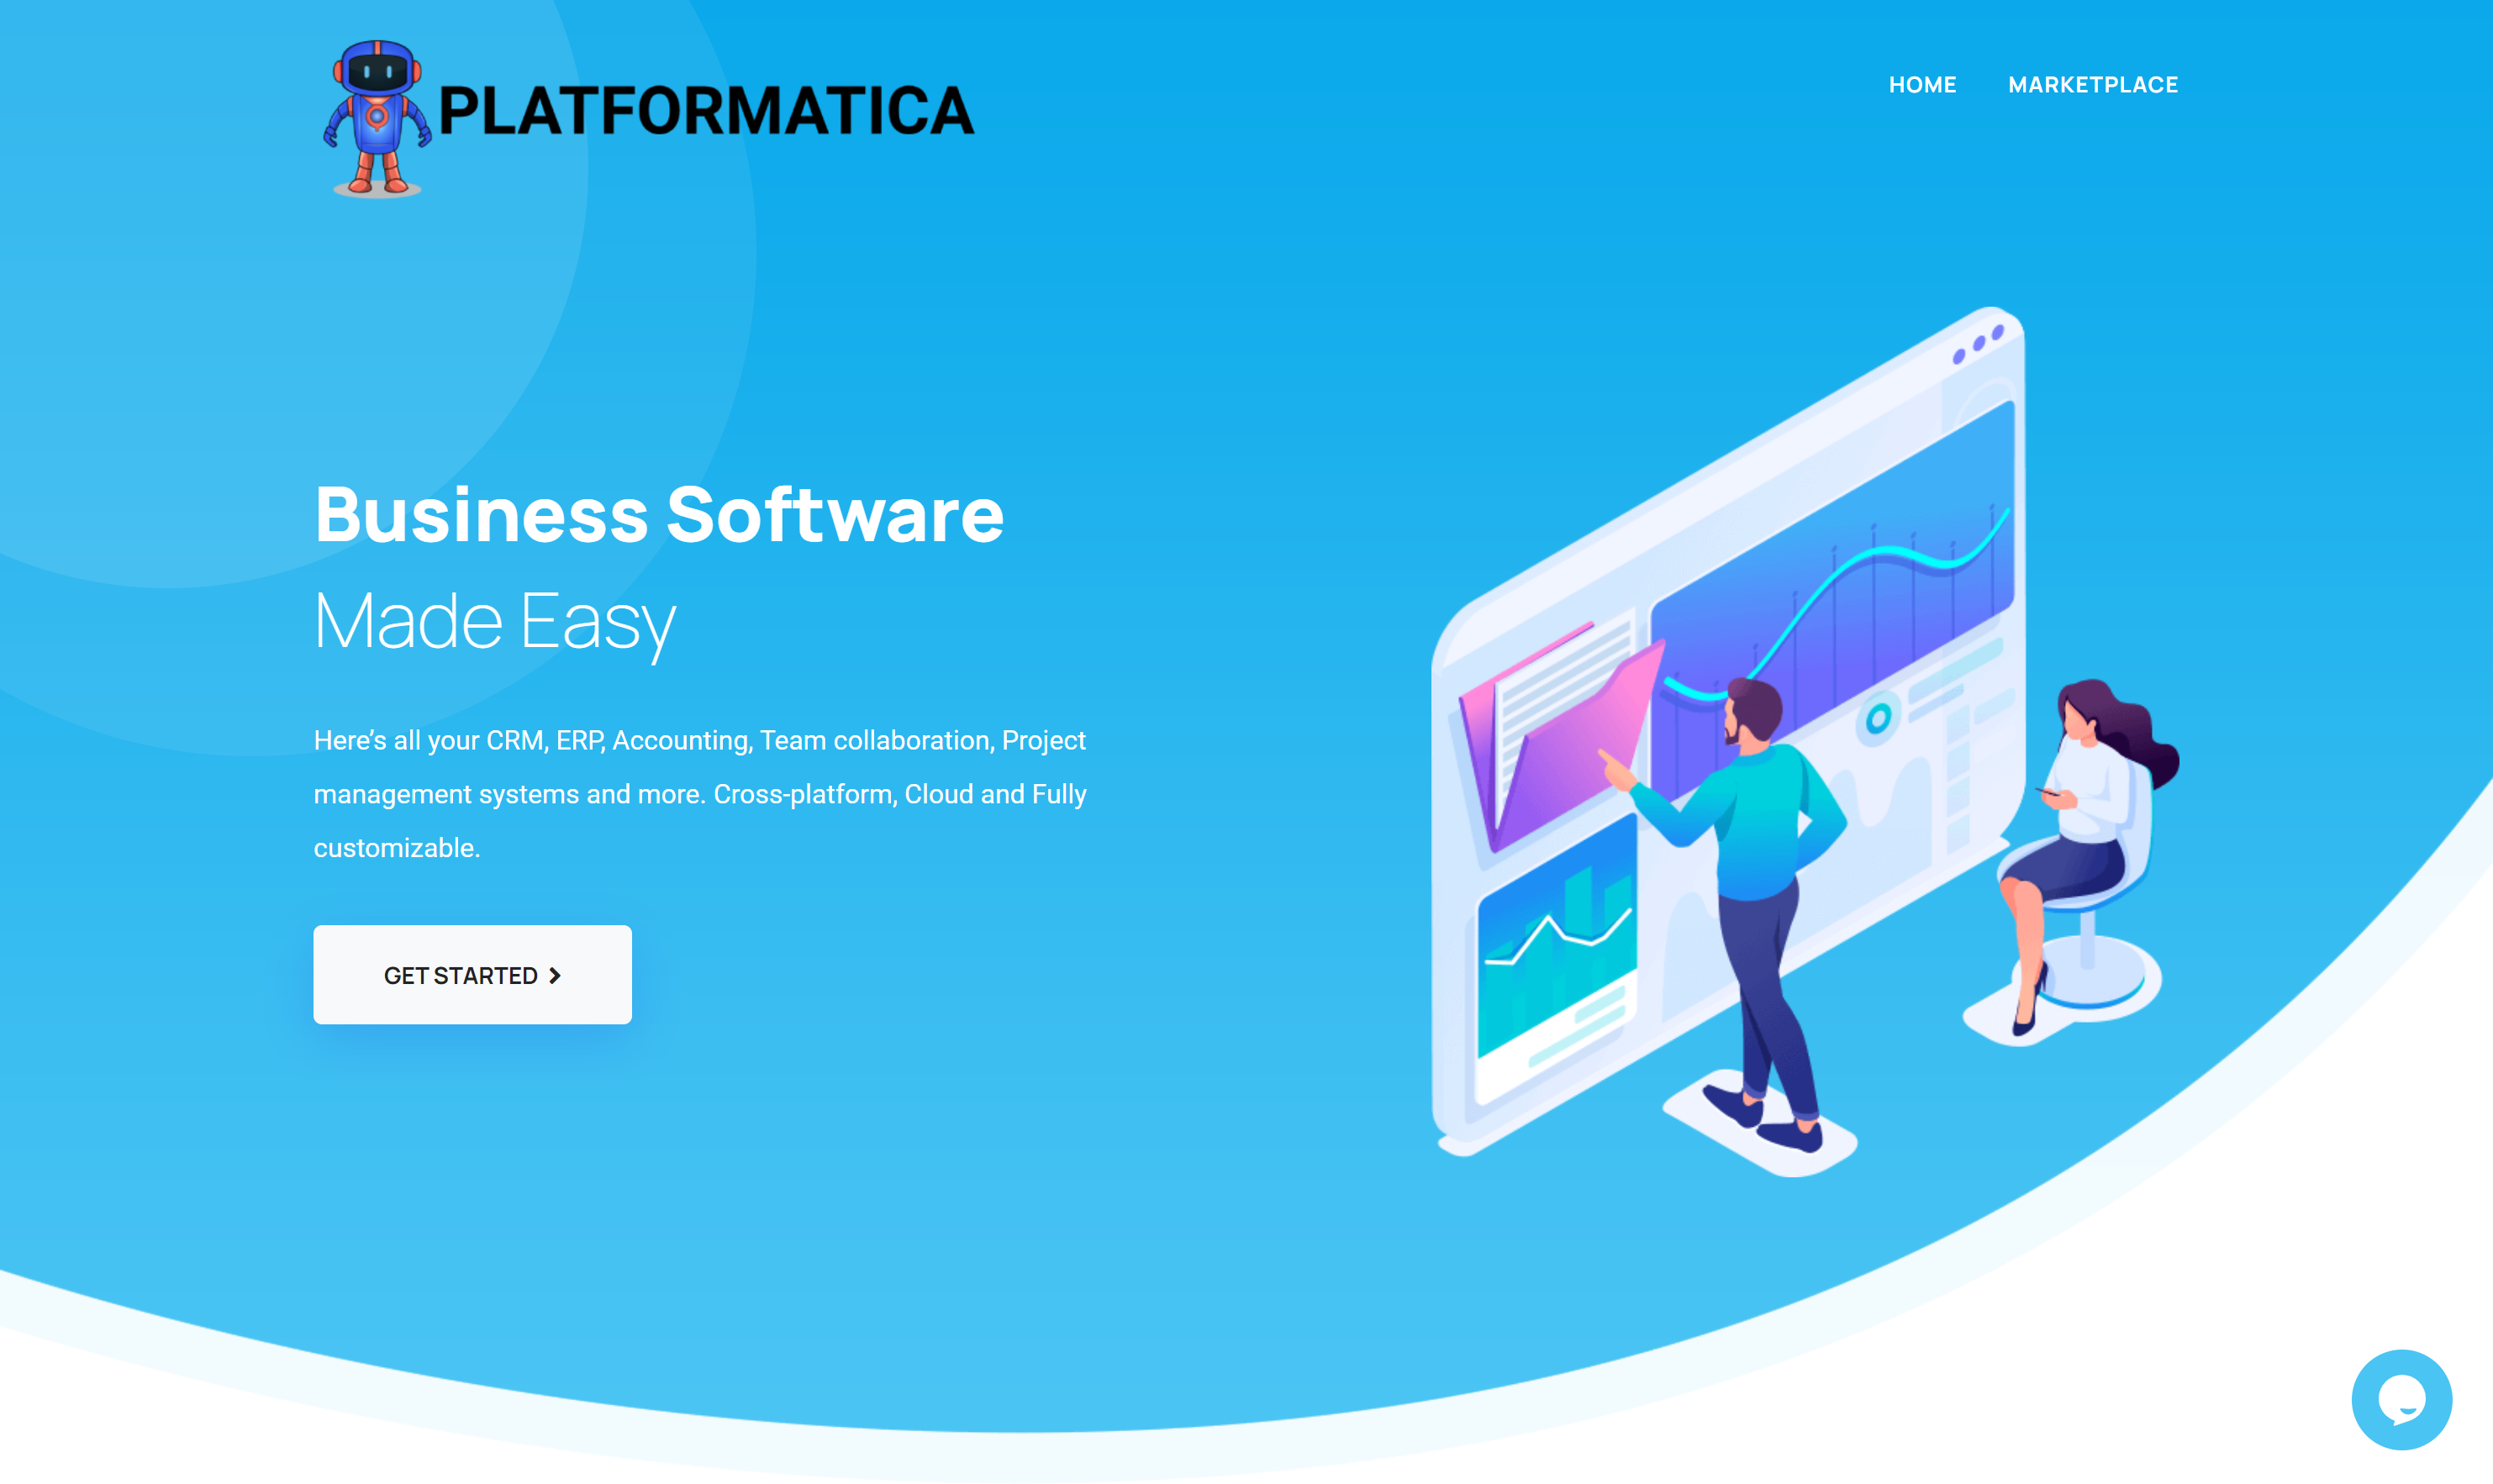 PLATFORMATICA
HOME
MARKETPLACE
Business Software
Made Easy
Here’s all your CRM, ERP, Accounting, Team collaboration, Project
management systems and more. Cross-platform, Cloud and Fully
customizable.
GET STARTED